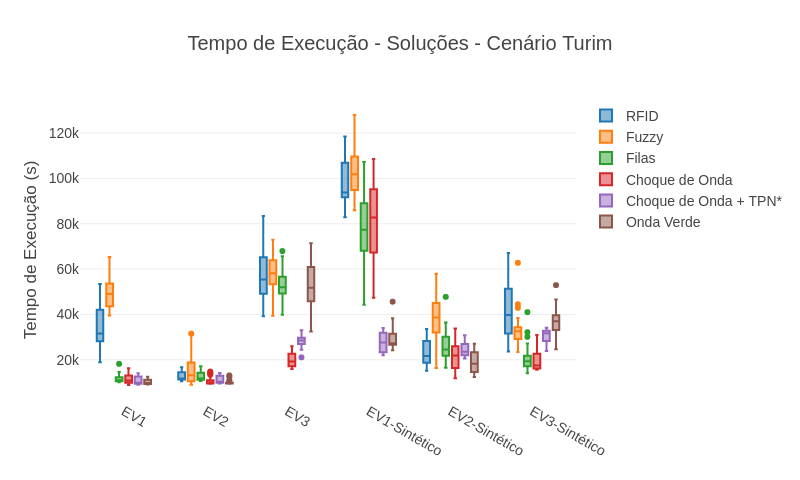 Tempo de Execução - Soluções - Cenário Turim
Tempo de Execução (s)
120k
100k
80k
60k
40k
20k
EV1
EV2
EV3
EV1-Sintético
EV2-Sintético
EV3-Sintético
RFID
Fuzzy
Filas
Choque de Onda
Choque de Onda + TPN*
Onda Verde